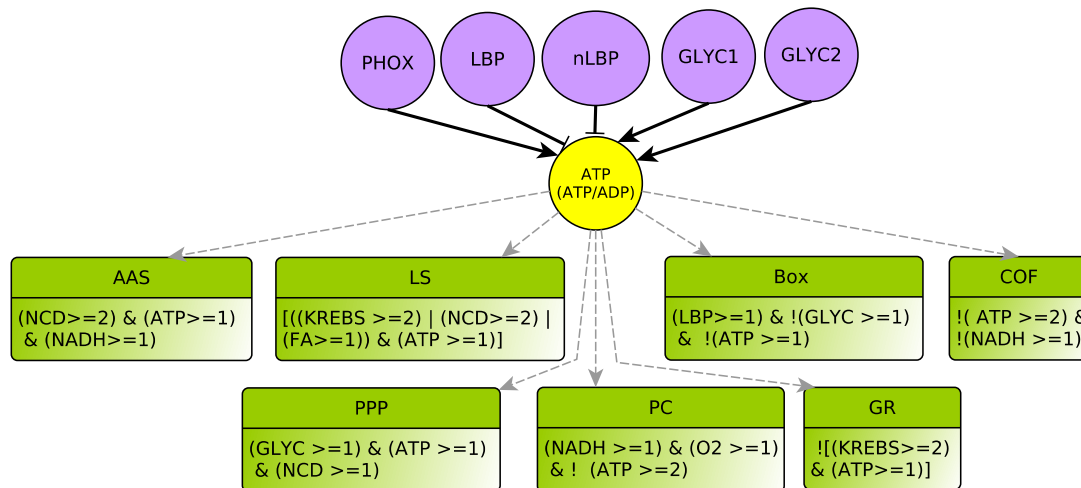 PHOX
LBP
nLBP
GLYC1
GLYC2
ATP
(ATP/ADP)
AAS
(NCD>=2) & (ATP>=1)
& (NADH>=1)
LS
[((KREBS >=2) | (NCD>=2) |
(FA>=1)) & (ATP >=1)]
Box
(LBP>=1) & !(GLYC >=1)
& !(ATP >=1)
COF
!( ATP >=2) &
!(NADH >=1)
PPP
(GLYC >=1) & (ATP >=1)
& (NCD >=1)
PC
(NADH >=1) & (O2 >=1)
& ! (ATP >=2)
GR
![(KREBS>=2)
& (ATP>=1)]